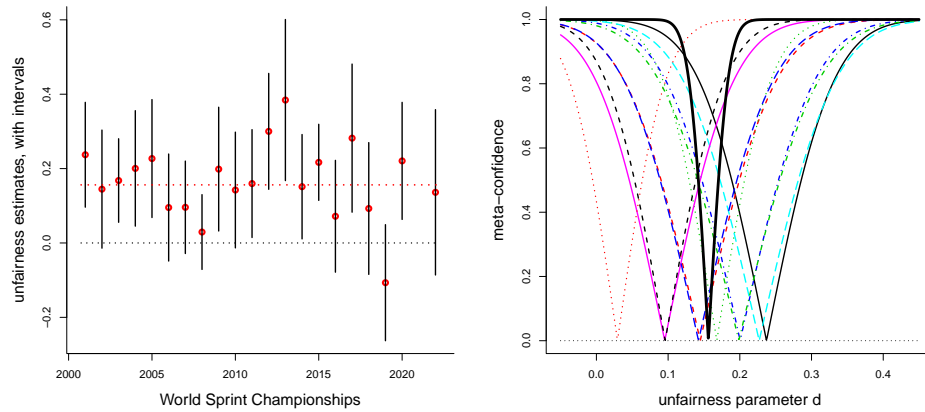 unfairness estimates, with intervals
0.6
0.4
0.2
0.0
-0.2
2000 2005 2010 2015 2020
World Sprint Championships
meta-confidence
1.0
0.8
0.6
0.4
0.2
0.0
0.0 0.1 0.2 0.3 0.4
unfairness parameter d